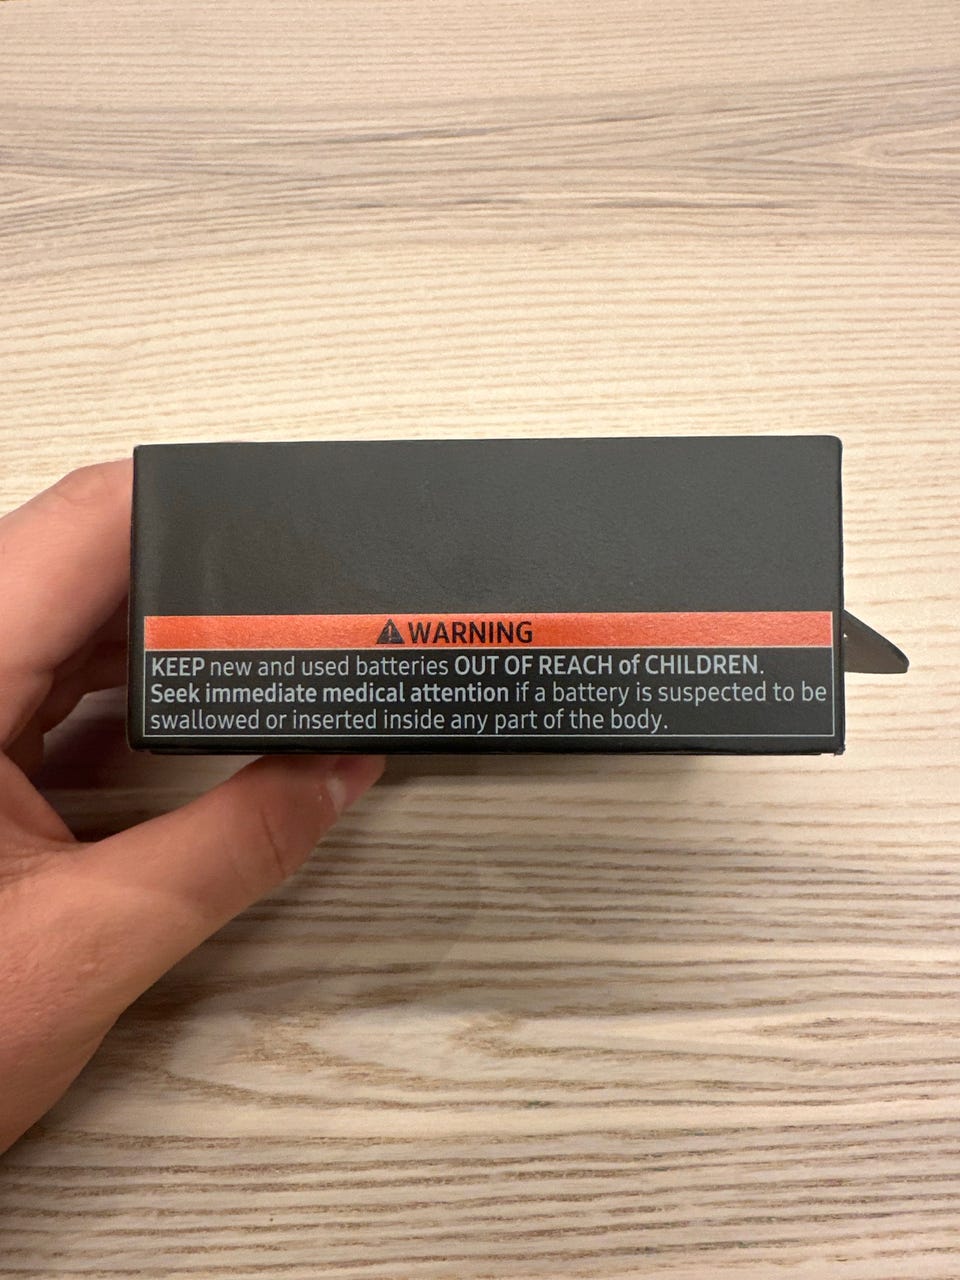 ⚠WARNING
KEEP new and used batteries OUT OF REACH of CHILDREN.
Seek immediate medical attention if a battery is suspected to be
swallowed or inserted inside any part of the body.